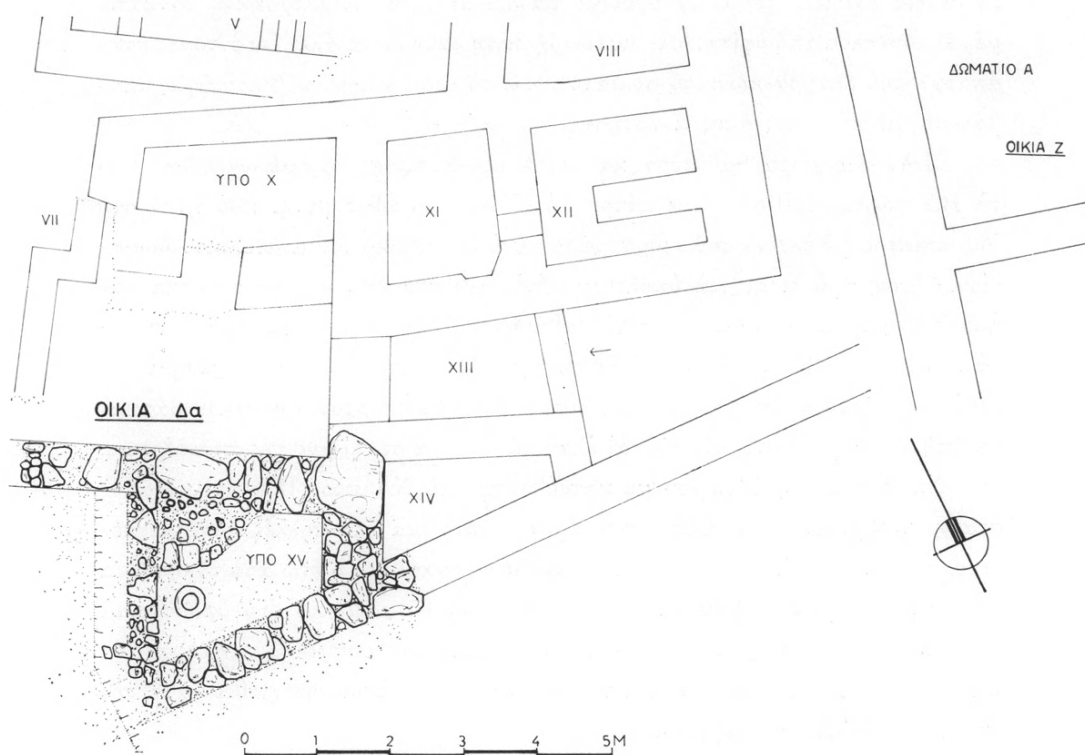 V
VIII
ΔΩΜΑΤΙΟ Α
ΟΙΚΙΑ Ζ
ΥΠΟ Χ
XI
XII
VII
XIII
ΟΙΚΙΑ Δα
XIV
ΥΠΟ XV
0 1 2 3 4 5M